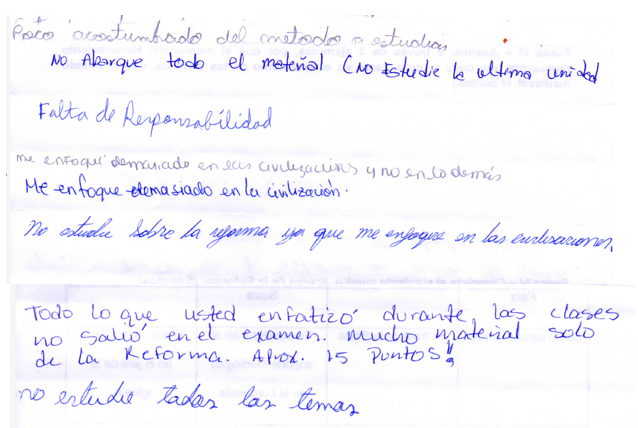 Poco acostumbrado del metodo a estudiar
No Abarque todo el material (No Estudie la ultima unidad
Falta de Responsabilidad
me enfoque demasiado en las civilizacions y no en lo demás
Me enfoque demasiado en la civilización.
No estudie sobre la reforma ya que me enfoque en las civilizaciones.
Todo lo que usted enfatizó durante las clases
no salió en el examen. Mucho material solo
de la Reforma. Aprox. 15 Puntos!!
no estudie todas las temas